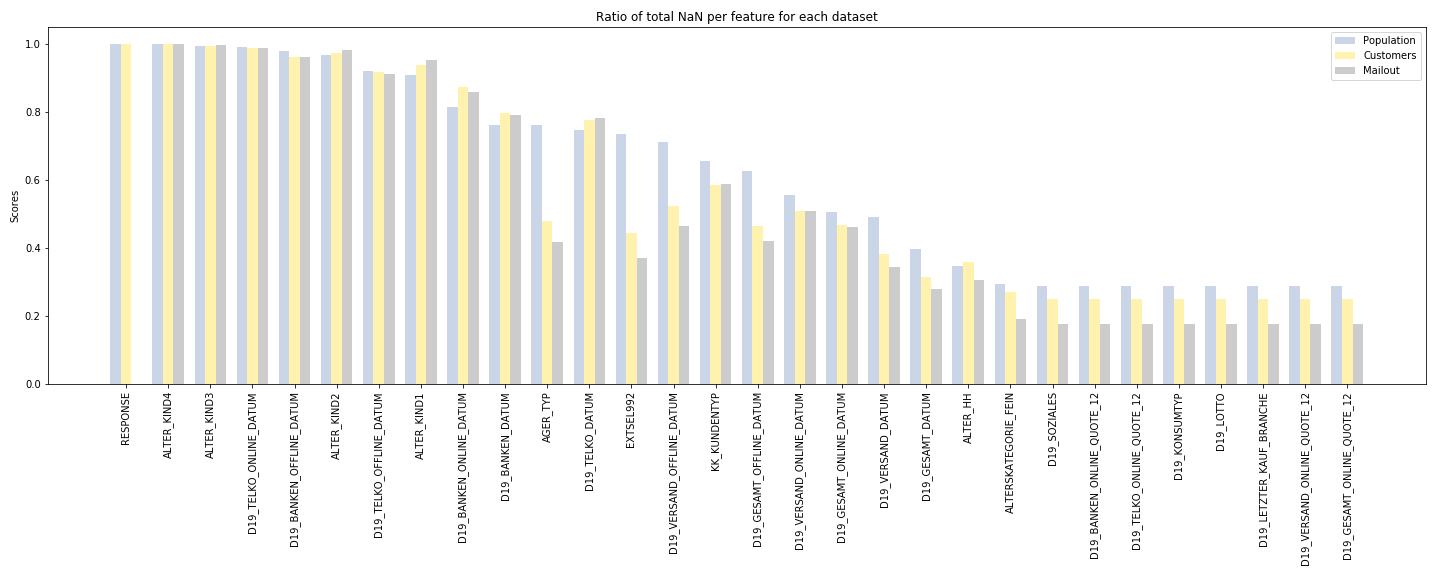 Ratio of total NaN per feature for each dataset
Population
Customers
Mailout
Scores
1.0
0.8
0.6
0.4
0.2
0.0
RESPONSE
ALTER_KIND4
ALTER_KIND3
D19_TELKO_ONLINE_DATUM
D19_BANKEN_OFFLINE_DATUM
ALTER_KIND2
D19_TELKO_OFFLINE_DATUM
ALTER_KIND1
D19_BANKEN_ONLINE_DATUM
D19_BANKEN_DATUM
AGER_TYP
D19_TELKO_DATUM
EXTSEL992
D19_VERSAND_OFFLINE_DATUM
KK_KUNDENTYP
D19_GESAMT_OFFLINE_DATUM
D19_VERSAND_ONLINE_DATUM
D19_GESAMT_ONLINE_DATUM
D19_VERSAND_DATUM
D19_GESAMT_DATUM
ALTER_HH
ALTERSKATEGORIE_FEIN
D19_SOZIALES
D19_BANKEN_ONLINE_QUOTE_12
D19_TELKO_ONLINE_QUOTE_12
D19_KONSUMTYP
D19_LOTTO
D19_LETZTER_KAUF_BRANCHE
D19_VERSAND_ONLINE_QUOTE_12
D19_GESAMT_ONLINE_QUOTE_12